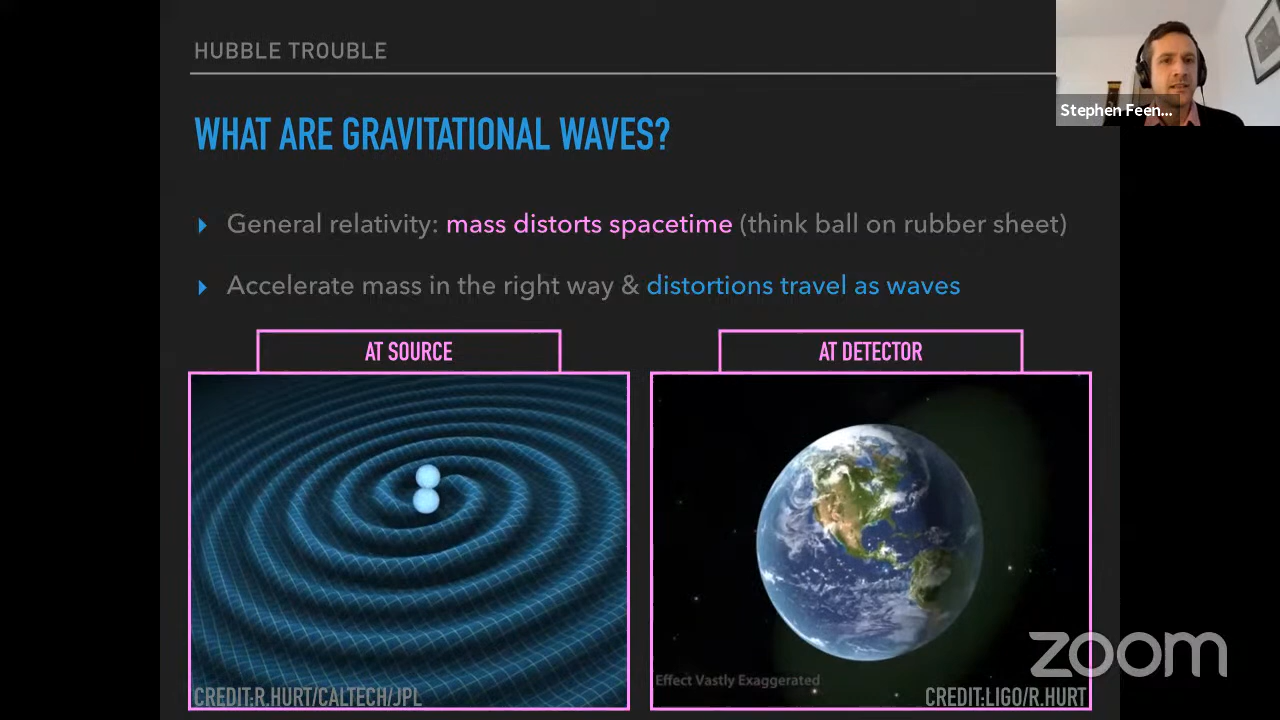 HUBBLE TROUBLE
Stephen Feen...
WHAT ARE GRAVITATIONAL WAVES?
General relativity: mass distorts spacetime (think ball on rubber sheet)
Accelerate mass in the right way & distortions travel as waves
AT SOURCE
AT DETECTOR
Effect Vastly Exaggerated
CREDIT:R.HURT/CALTECH/JPL
CREDIT:LIGO/R.HURT
zoom